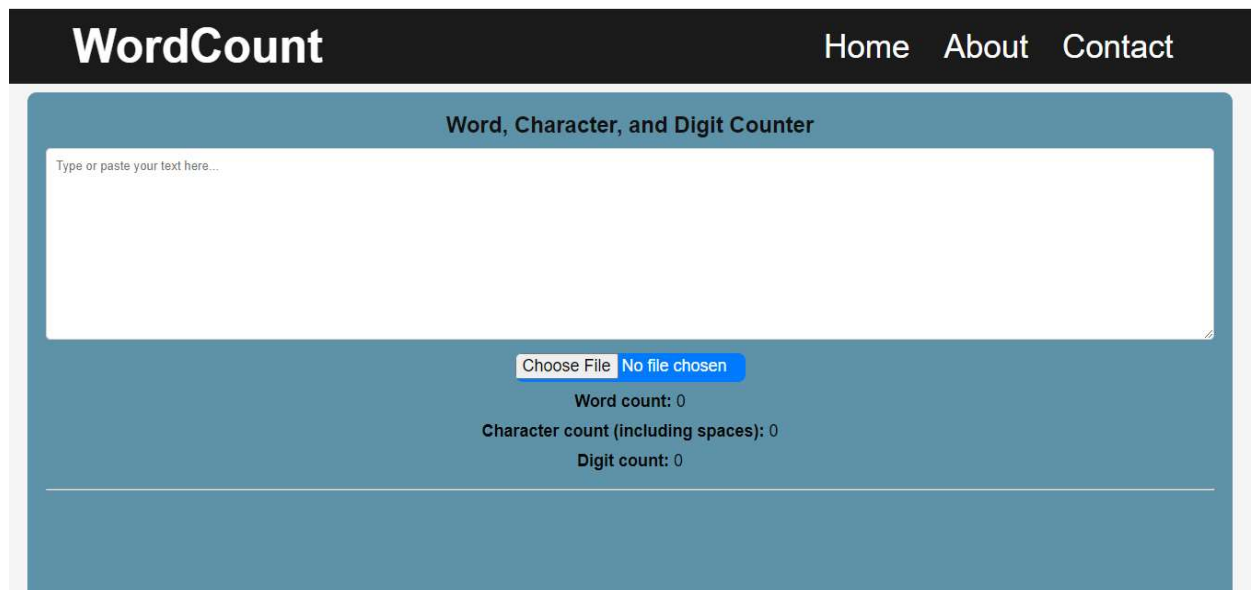 WordCount
Home About Contact
Word, Character, and Digit Counter
Type or paste your text here...
Choose File No file chosen
Word count: 0
Character count (including spaces): 0
Digit count: 0